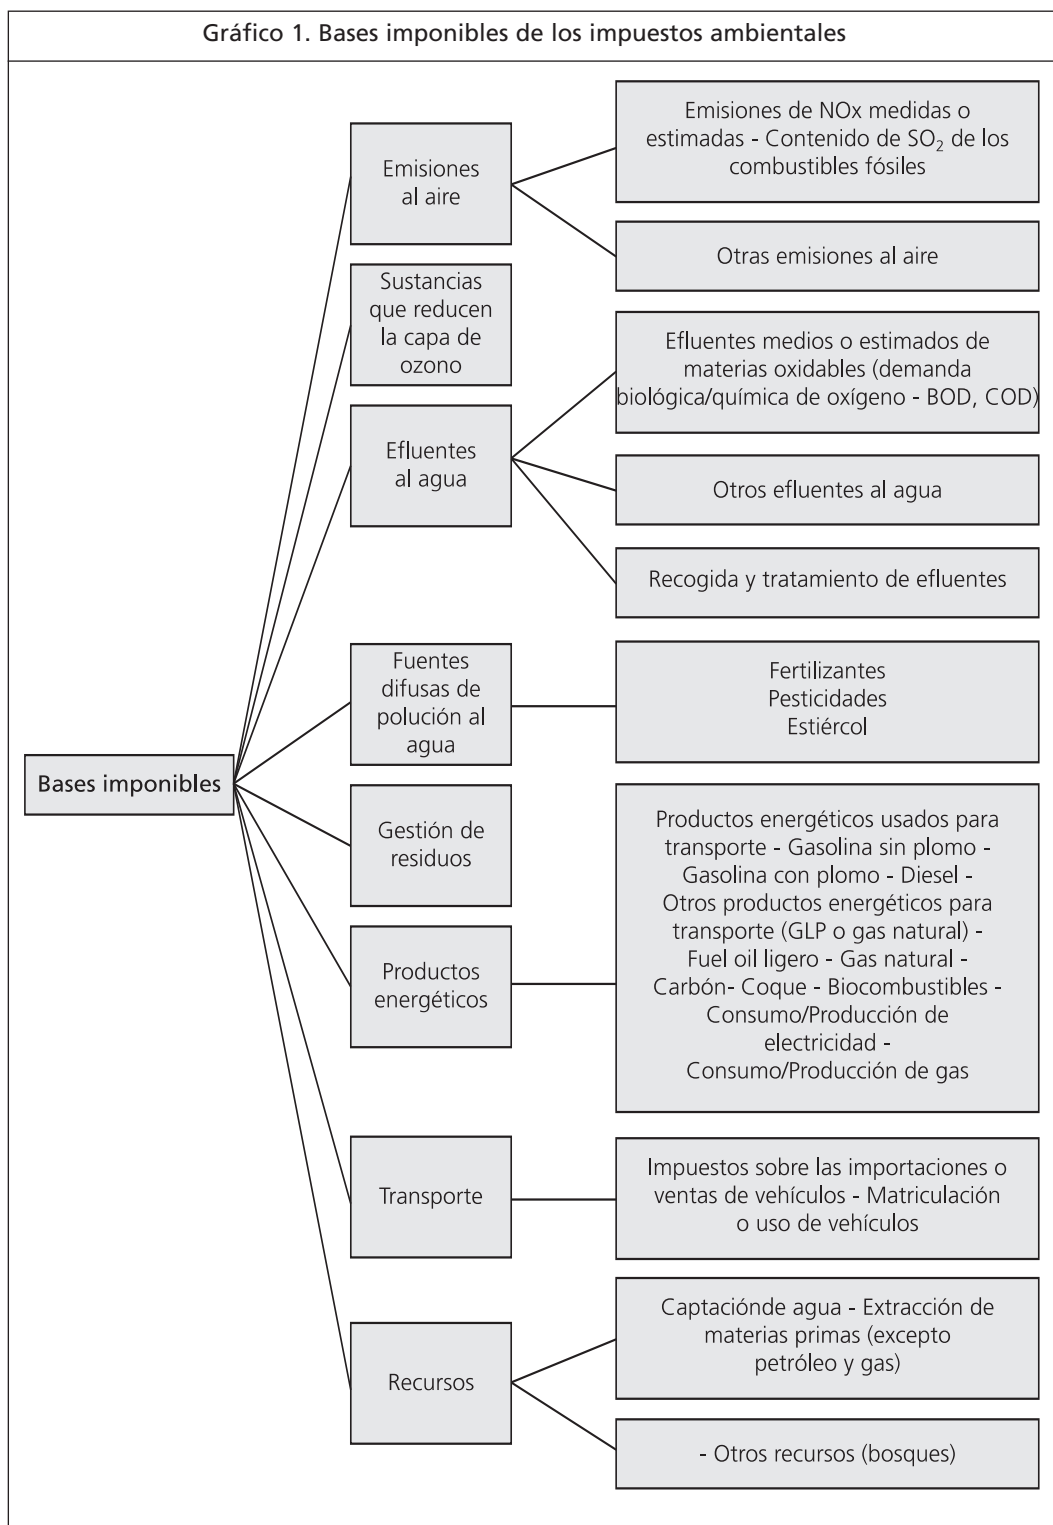 Gráfico 1. Bases imponibles de los impuestos ambientales
Bases imponibles
Emisiones
al aire
Emisiones de NOx medidas o
estimadas - Contenido de SO₂ de los
combustibles fósiles
Otras emisiones al aire
Sustancias
que reducen
la capa de
ozono
Efluentes
al agua
Efluentes medios o estimados de
materias oxidables (demanda
biológica/química de oxígeno - BOD, COD)
Otros efluentes al agua
Recogida y tratamiento de efluentes
Fuentes
difusas de
polución al
agua
Fertilizantes
Pesticidades
Estiércol
Gestión de
residuos
Productos
energéticos
Productos energéticos usados para
transporte - Gasolina sin plomo -
Gasolina con plomo - Diesel -
Otros productos energéticos para
transporte (GLP o gas natural) -
Fuel oil ligero - Gas natural -
Carbón- Coque - Biocombustibles -
Consumo/Producción de
electricidad -
Consumo/Producción de gas
Transporte
Impuestos sobre las importaciones o
ventas de vehículos - Matriculación
o uso de vehículos
Recursos
Captaciónde agua - Extracción de
materias primas (excepto
petróleo y gas)
- Otros recursos (bosques)